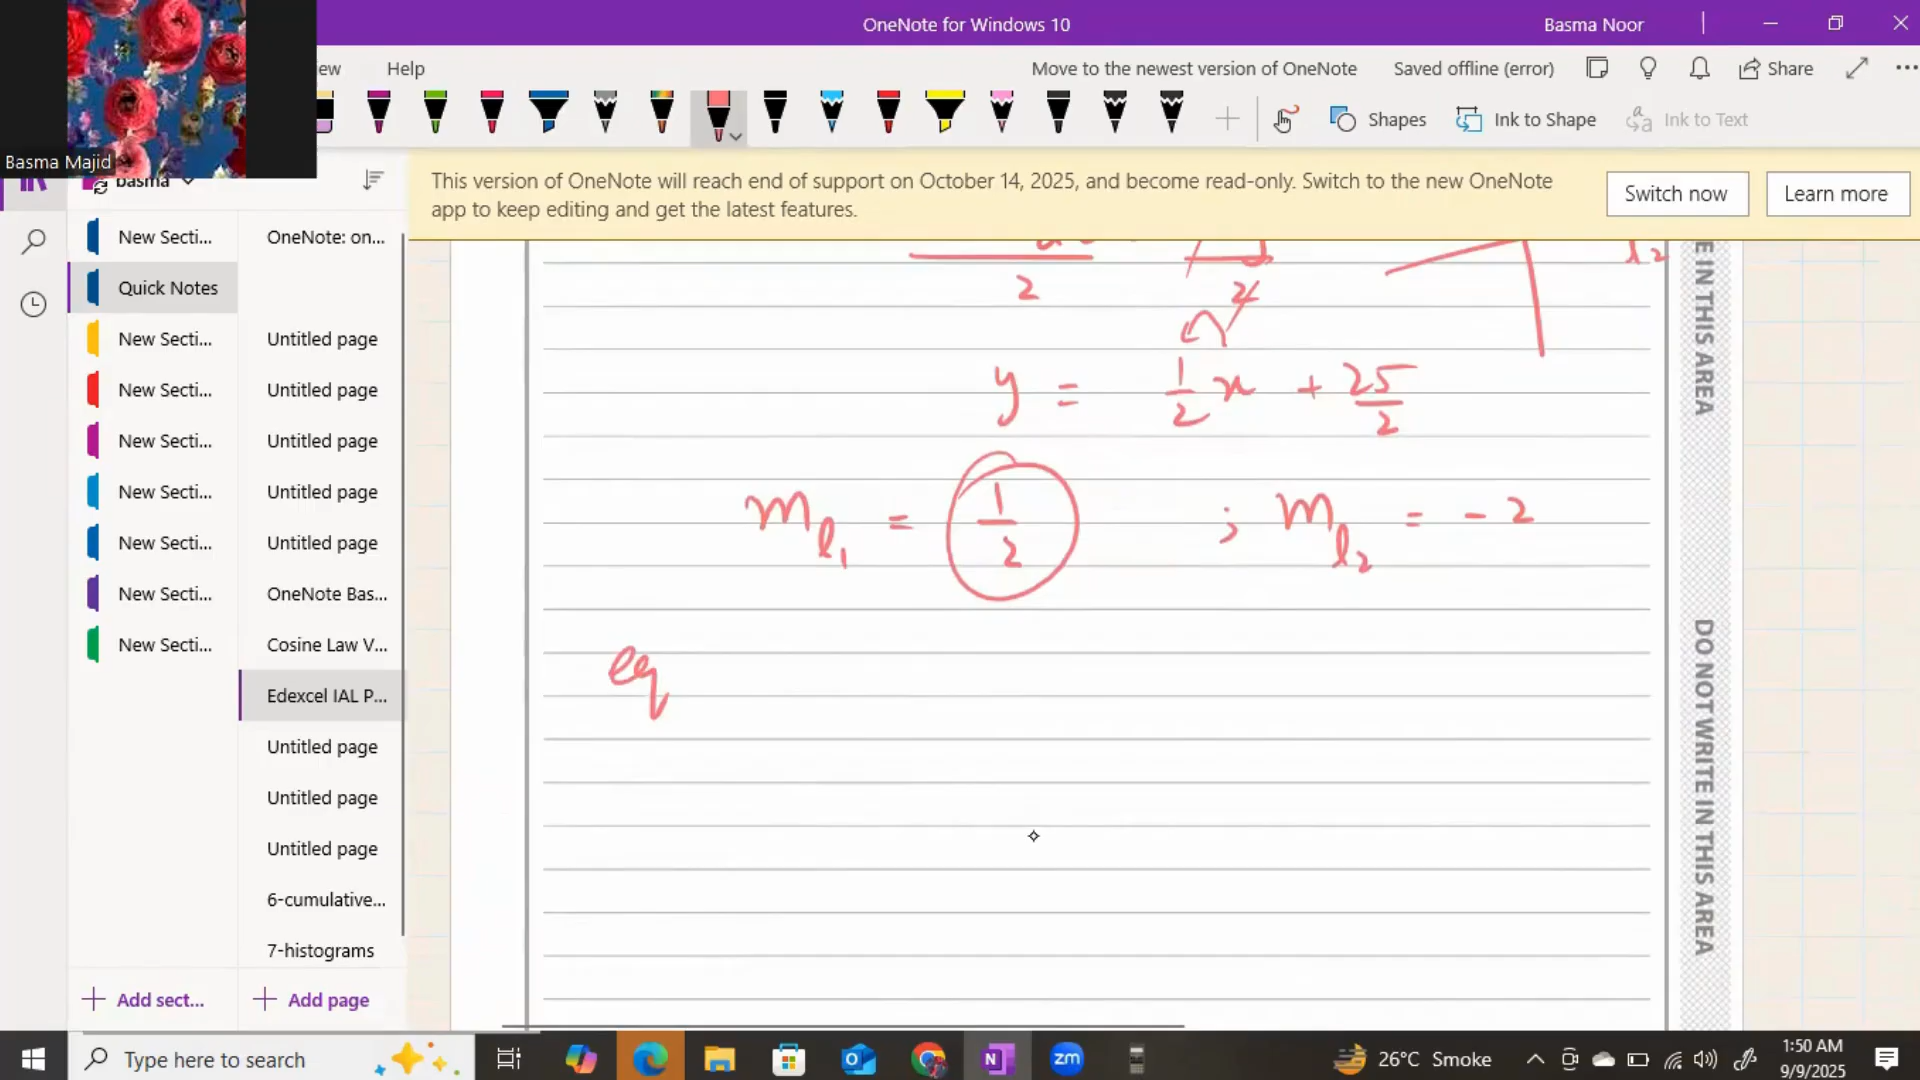 OneNote for Windows 10
Basma Noor
Basma Majid
Help
Move to the newest version of OneNote
Saved offline (error)
Share
Shapes
Ink to Shape
Ink to Text
This version of OneNote will reach end of support on October 14, 2025, and become read-only. Switch to the new OneNote
app to keep editing and get the latest features.
Switch now
Learn more
basma
New Secti...
Quick Notes
New Secti...
New Secti...
New Secti...
New Secti...
New Secti...
New Secti...
New Secti...
Add sect...
OneNote: on...
Untitled page
Untitled page
Untitled page
Untitled page
Untitled page
OneNote Bas...
Cosine Law V...
Edexcel IAL P...
Untitled page
Untitled page
Untitled page
6-cumulative...
7-histograms
Add page
2 2
y = 1/2 x + 25/2
m l₁ = 1/2 ; m l₂ = - 2
eq
l₂
E IN THIS AREA
DO NOT WRITE IN THIS AREA
Type here to search
zm
26°C Smoke
1:50 AM
9/9/2025